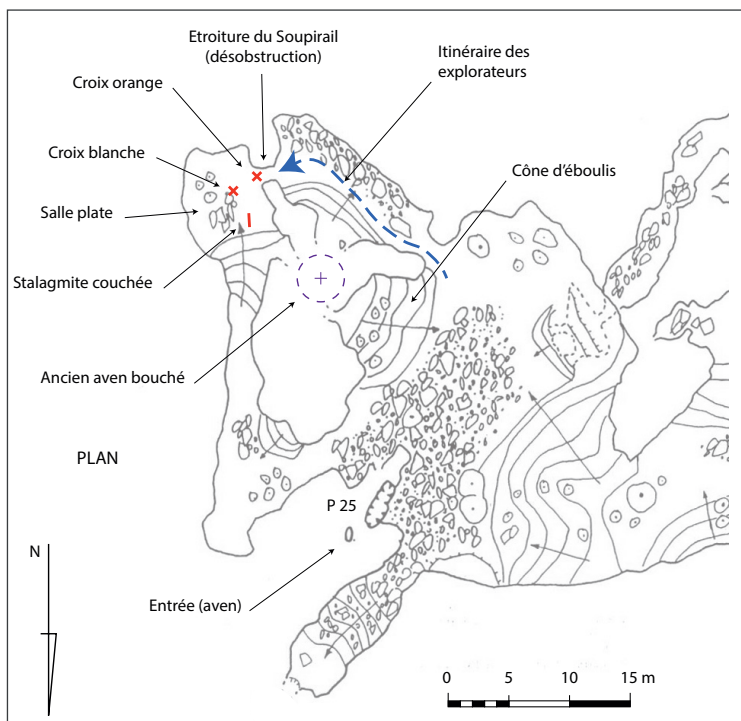 Etroiture du Soupirail
(désobstruction)
Itinéraire des
explorateurs
Croix orange
Croix blanche
Cône d'éboulis
Salle plate
Stalagmite couchée
Ancien aven bouché
PLAN
P 25
N
Entrée (aven)
0 5 10 15 m